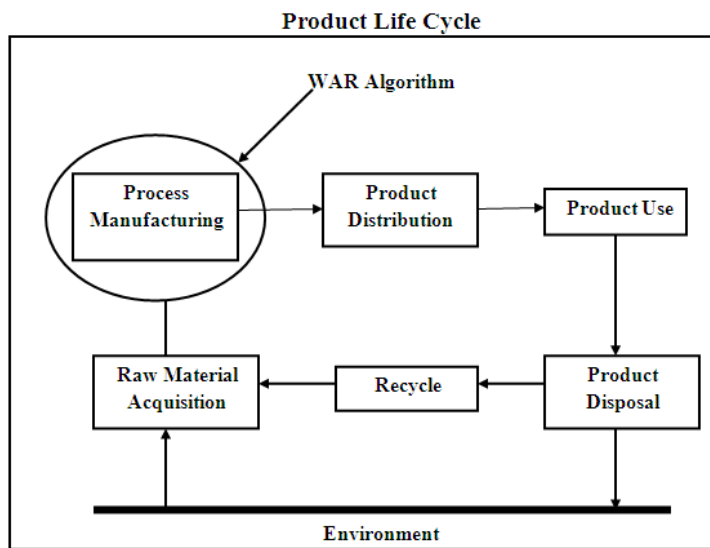 Product Life Cycle
WAR Algorithm
Process
Manufacturing
Product
Distribution
Product Use
Raw Material
Acquisition
Recycle
Product
Disposal
Environment